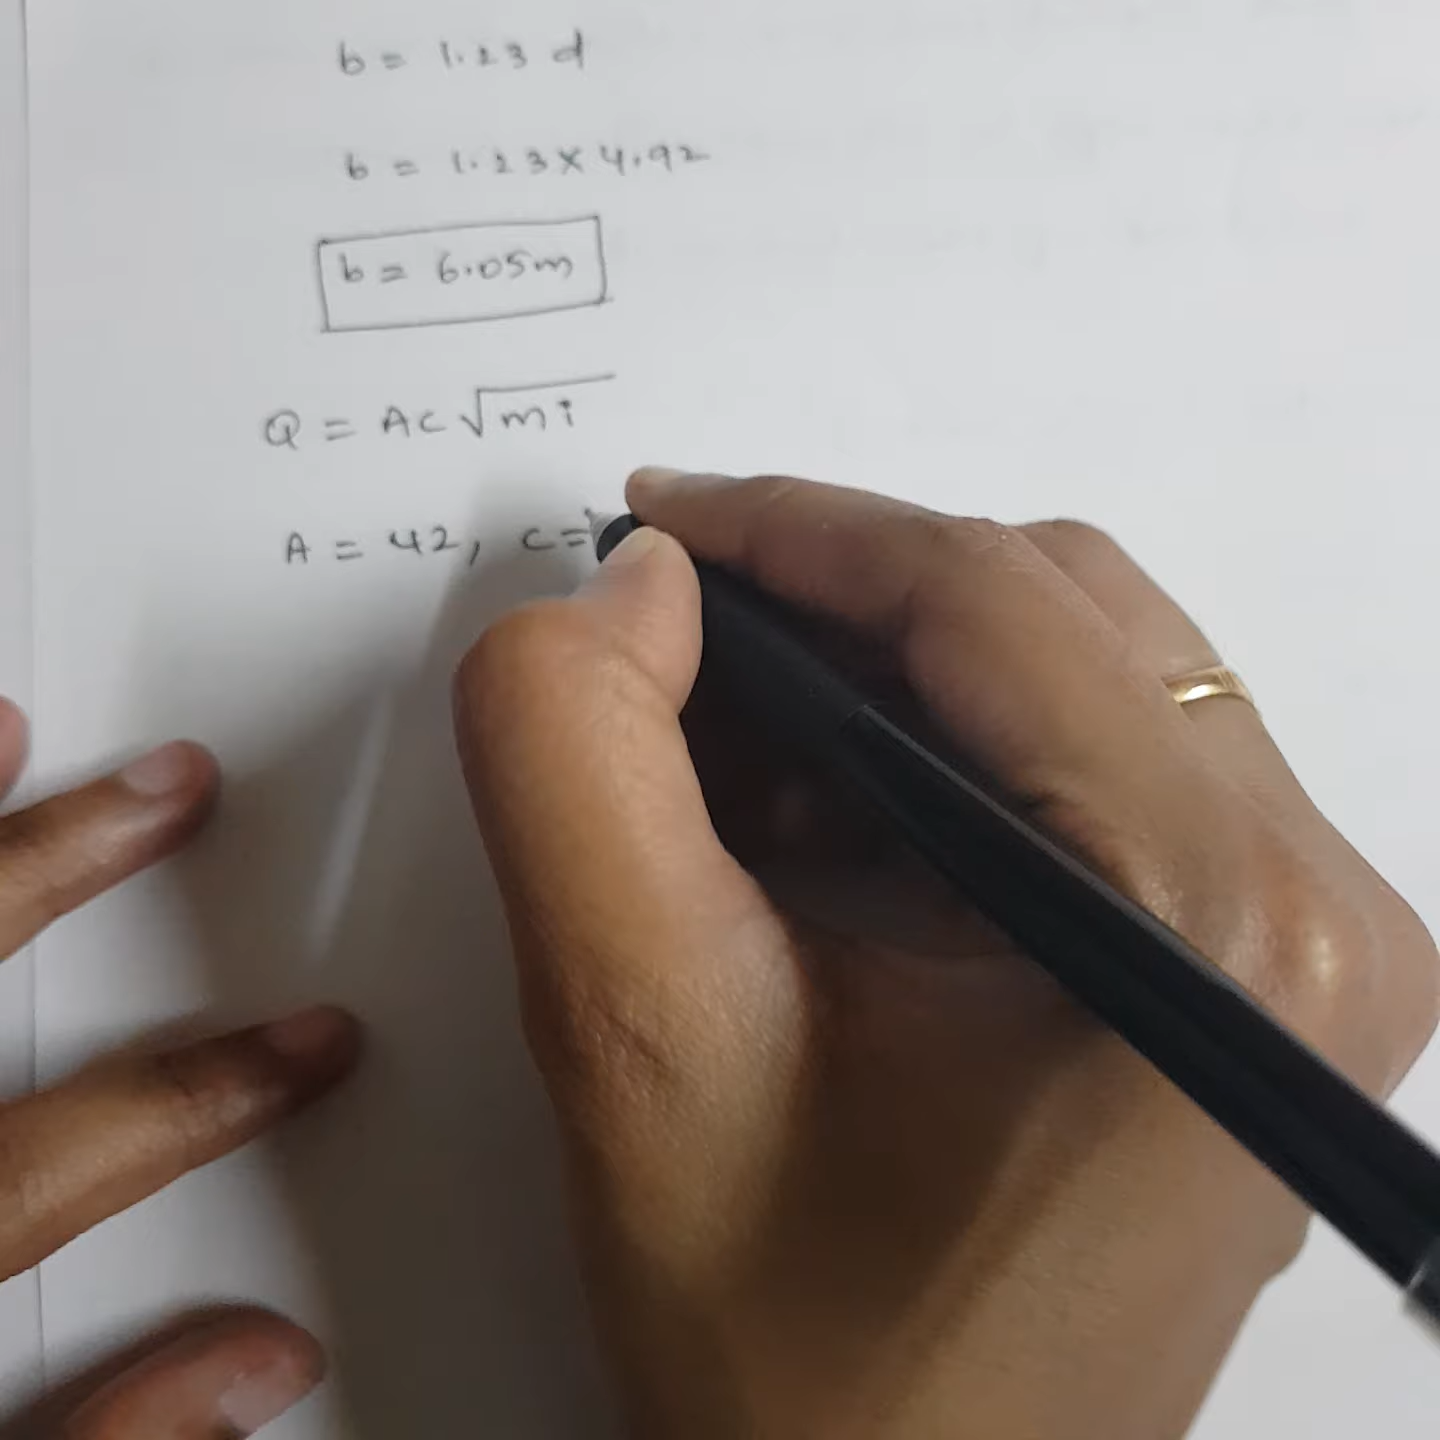 b = 1.23 d
b = 1.23 × 4.92
b = 6.05m
Q = AC√mi
A = 42, C =